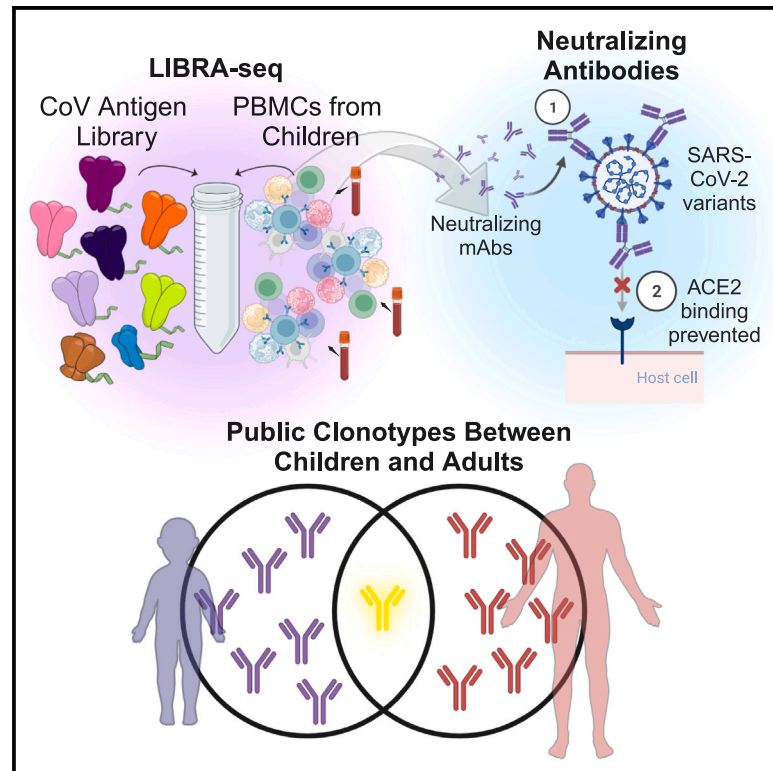 LIBRA-seq
CoV Antigen
Library
PBMCs from
Children
Neutralizing
mAbs
Neutralizing
Antibodies
1
SARS-
CoV-2
variants
2
ACE2
binding
prevented
Host cell
Public Clonotypes Between
Children and Adults